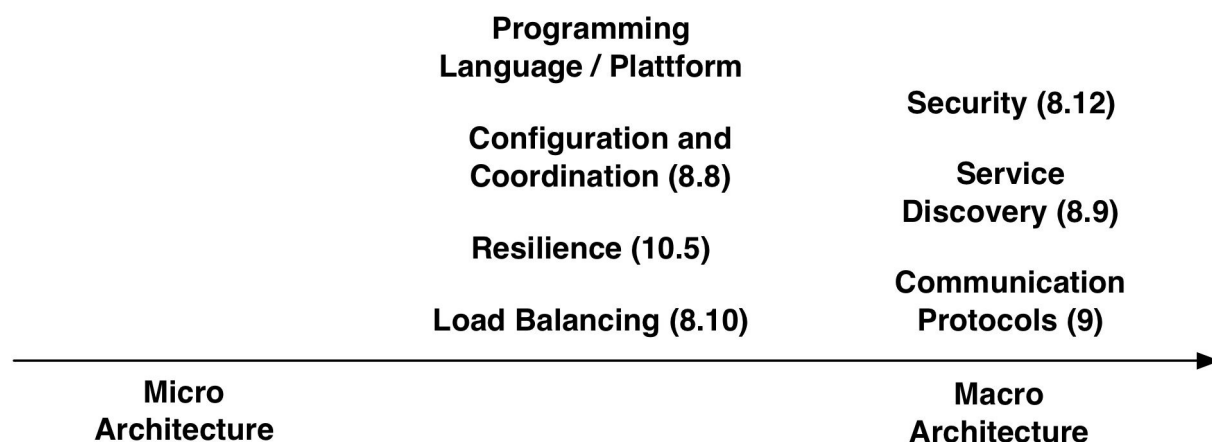 Programming
Language / Plattform
Configuration and
Coordination (8.8)
Resilience (10.5)
Load Balancing (8.10)
Security (8.12)
Service
Discovery (8.9)
Communication
Protocols (9)
Micro
Architecture
Macro
Architecture